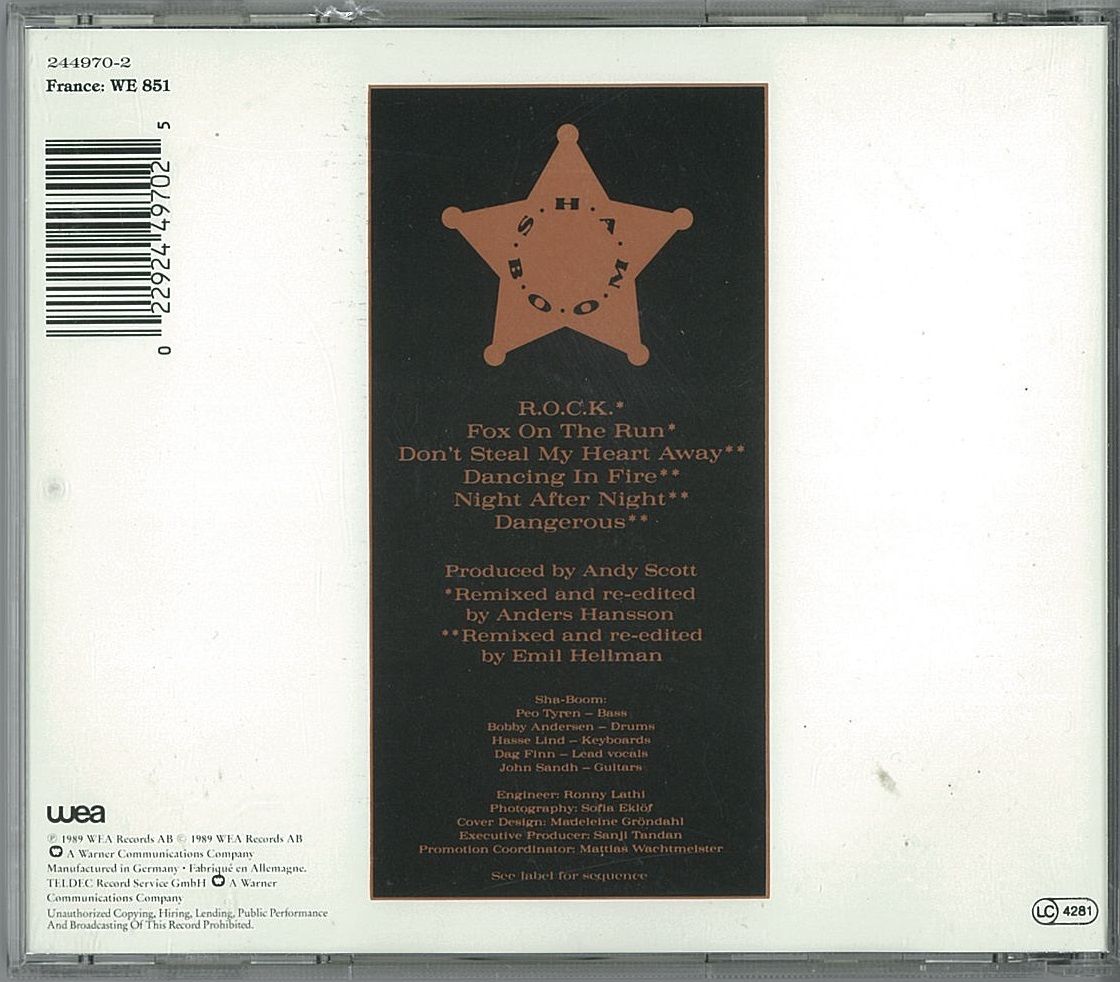 244970-2
France: WE 851
0 22924 49702 5
SHA BOOM
R.O.C.K.*
Fox On The Run*
Don't Steal My Heart Away**
Dancing In Fire**
Night After Night**
Dangerous**
Produced by Andy Scott
*Remixed and re-edited
by Anders Hansson
**Remixed and re-edited
by Emil Hellman
Sha-Boom:
Peo Tyren – Bass
Bobby Andersen – Drums
Hasse Lind – Keyboards
Dag Finn – Lead vocals
John Sandh – Guitars
Engineer: Ronny Lathi
Photography: Sofia Eklöf
Cover Design: Madeleine Gröndahl
Executive Producer: Sanji Tandan
Promotion Coordinator: Mattias Wachtmeister
See label for sequence
wea
℗ 1989 WEA Records AB © 1989 WEA Records AB
A Warner Communications Company
Manufactured in Germany • Fabriqué en Allemagne.
TELDEC Record Service GmbH A Warner
Communications Company
Unauthorized Copying, Hiring, Lending, Public Performance
And Broadcasting Of This Record Prohibited.
LC 4281